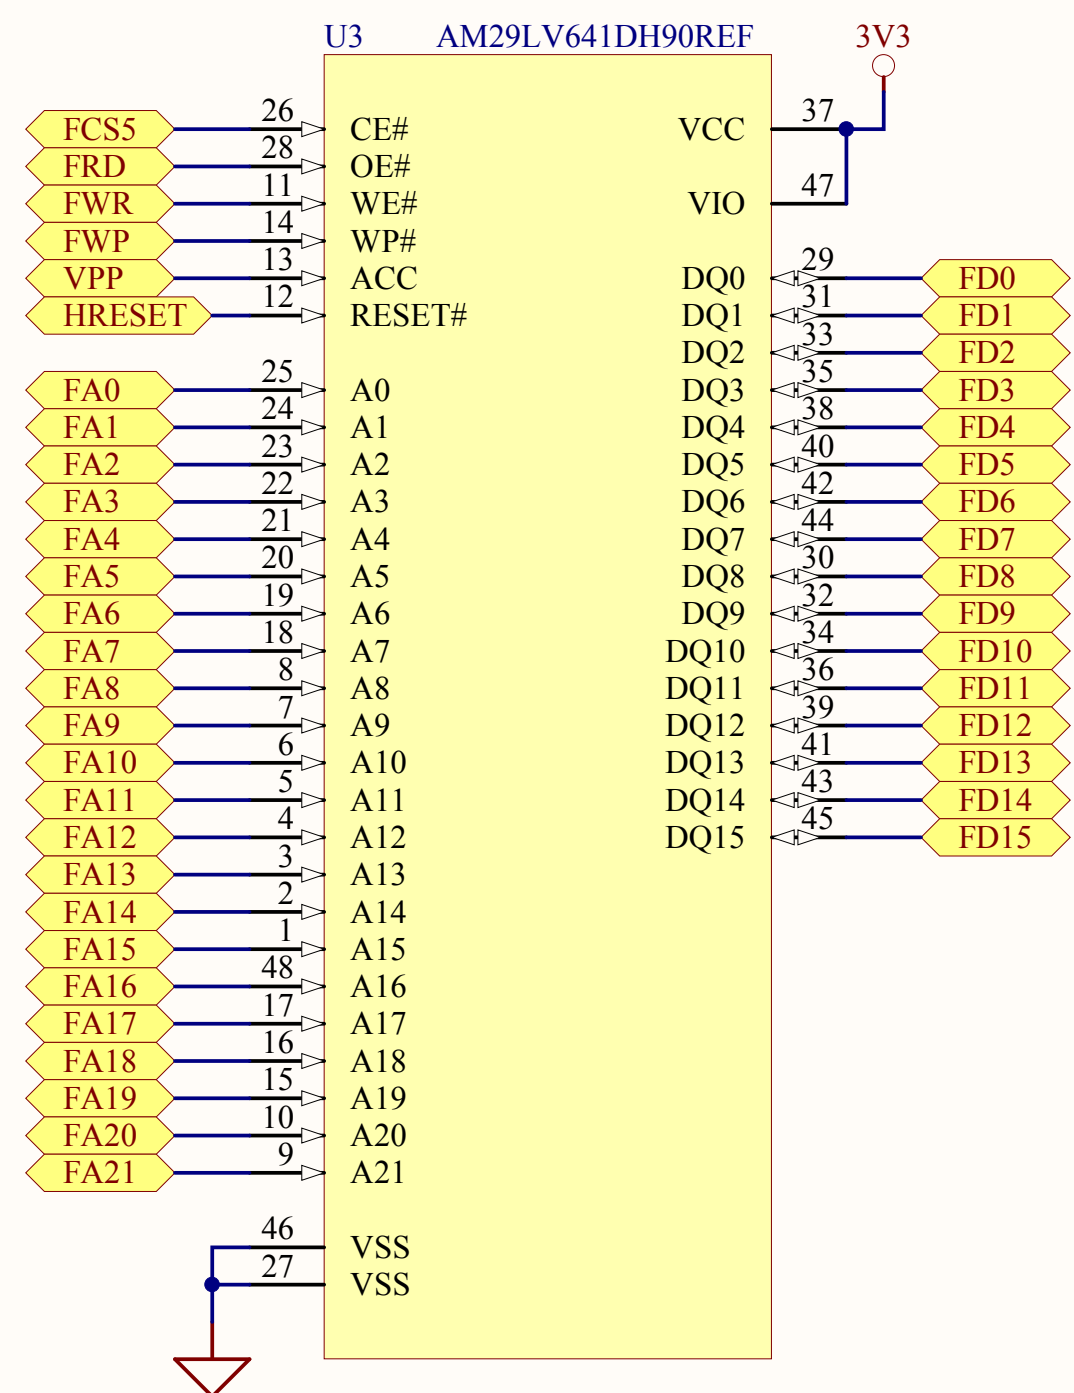 U3 AM29LV641DH90REF 3V3
FCS5 26 CE# VCC 37
FRD 28 OE#
FWR 11 WE# VIO 47
FWP 14 WP#
VPP 13 ACC DQ0 29 FD0
HRESET 12 RESET# DQ1 31 FD1
DQ2 33 FD2
FA0 25 A0 DQ3 35 FD3
FA1 24 A1 DQ4 38 FD4
FA2 23 A2 DQ5 40 FD5
FA3 22 A3 DQ6 42 FD6
FA4 21 A4 DQ7 44 FD7
FA5 20 A5 DQ8 30 FD8
FA6 19 A6 DQ9 32 FD9
FA7 18 A7 DQ10 34 FD10
FA8 8 A8 DQ11 36 FD11
FA9 7 A9 DQ12 39 FD12
FA10 6 A10 DQ13 41 FD13
FA11 5 A11 DQ14 43 FD14
FA12 4 A12 DQ15 45 FD15
FA13 3 A13
FA14 2 A14
FA15 1 A15
FA16 48 A16
FA17 17 A17
FA18 16 A18
FA19 15 A19
FA20 10 A20
FA21 9 A21
46 VSS
27 VSS